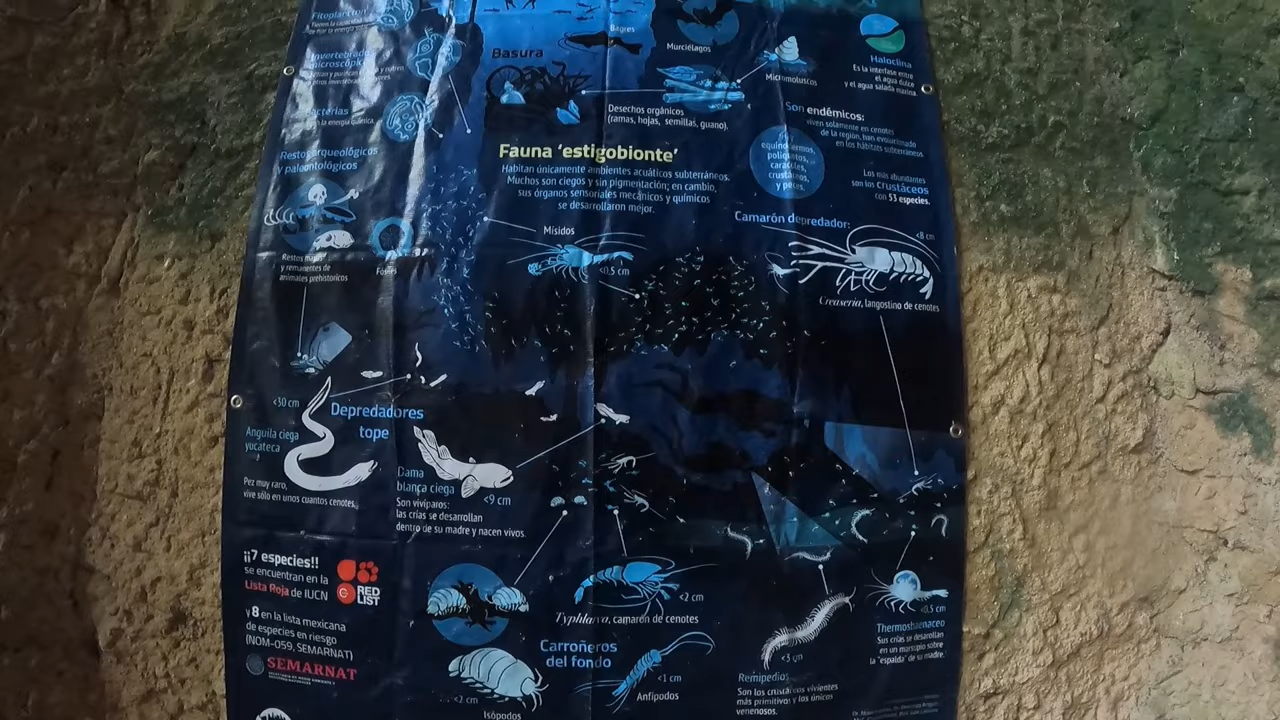 Fitoplancton
Invertebrados
microscópicos
Bacterias
la energía química.
Restos arqueológicos
y paleontológicos
Restos mayas
y remanentes de
animales prehistoricos
Fósiles
Basura
Bagres
Murciélagos
Micromoluscos
Desechos orgánicos
(ramas, hojas, semillas, guano).
Haloclina
Es la interfase entre
el agua dulce
y el agua salada marina.
Son endémicos:
viven solamente en cenotes
de la región, han evolucionado
en los hábitats subterráneos.
Hay
equinodermos,
poliquetos,
caracoles,
crustáceos,
y peces.
Los más abundantes
son los crustáceos
con 53 especies.
Fauna 'estigobionte'
Habitan únicamente ambientes acuáticos subterráneos.
Muchos son ciegos y sin pigmentación; en cambio,
sus órganos sensoriales mecánicos y químicos
se desarrollaron mejor.
Mísidos
<0.5 cm
Camarón depredador:
<8 cm
Creaseria, langostino de cenotes
<30 cm
Depredadores
tope
Anguila ciega
yucateca
Pez muy raro,
vive sólo en unos cuantos cenotes.
Dama
blanca ciega
<9 cm
Son vivíparos:
las crías se desarrollan
dentro de su madre y nacen vivos.
¡¡7 especies!!
se encuentran en la
Lista Roja de IUCN
RED
LIST
y 8 en la lista mexicana
de especies en riesgo
(NOM-059, SEMARNAT)
SEMARNAT
<2 cm
Typhlatya, camarón de cenotes
Carroñeros
del fondo
<2 cm
Isópodos
<1 cm
Anfípodos
<3 cm
Remipedios
Son los crustáceos vivientes
más primitivos y los únicos
venenosos.
<0.5 cm
Thermosbaenaceo
Sus crías se desarrollan
en un marsupio sobre
la "espalda" de su madre.